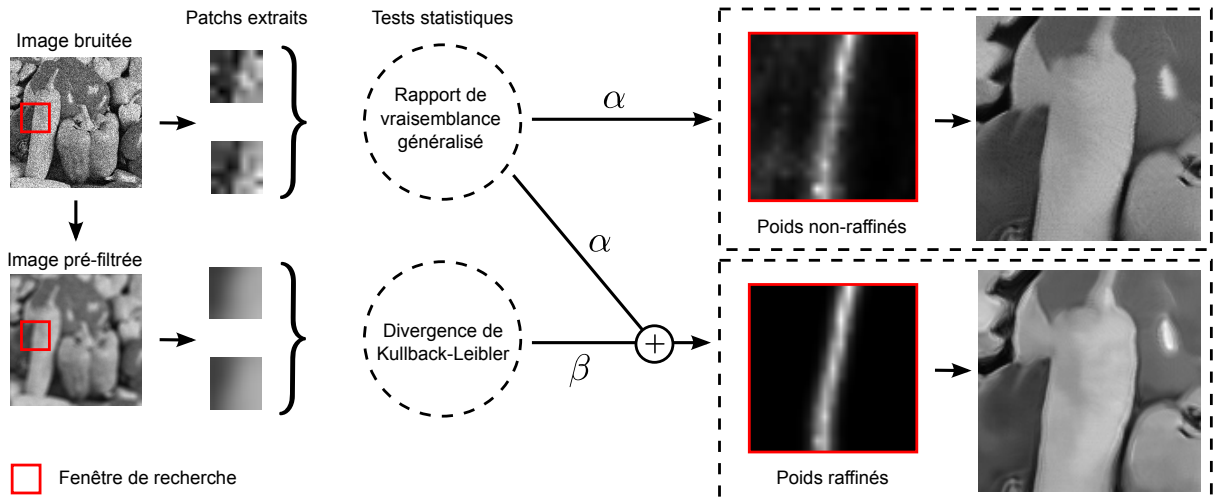 Patchs extraits
Tests statistiques
Image bruitée
Rapport de
vraisemblance
généralisé
α
Poids non-raffinés
α
Image pré-filtrée
Divergence de
Kullback-Leibler
β
+
Poids raffinés
Fenêtre de recherche